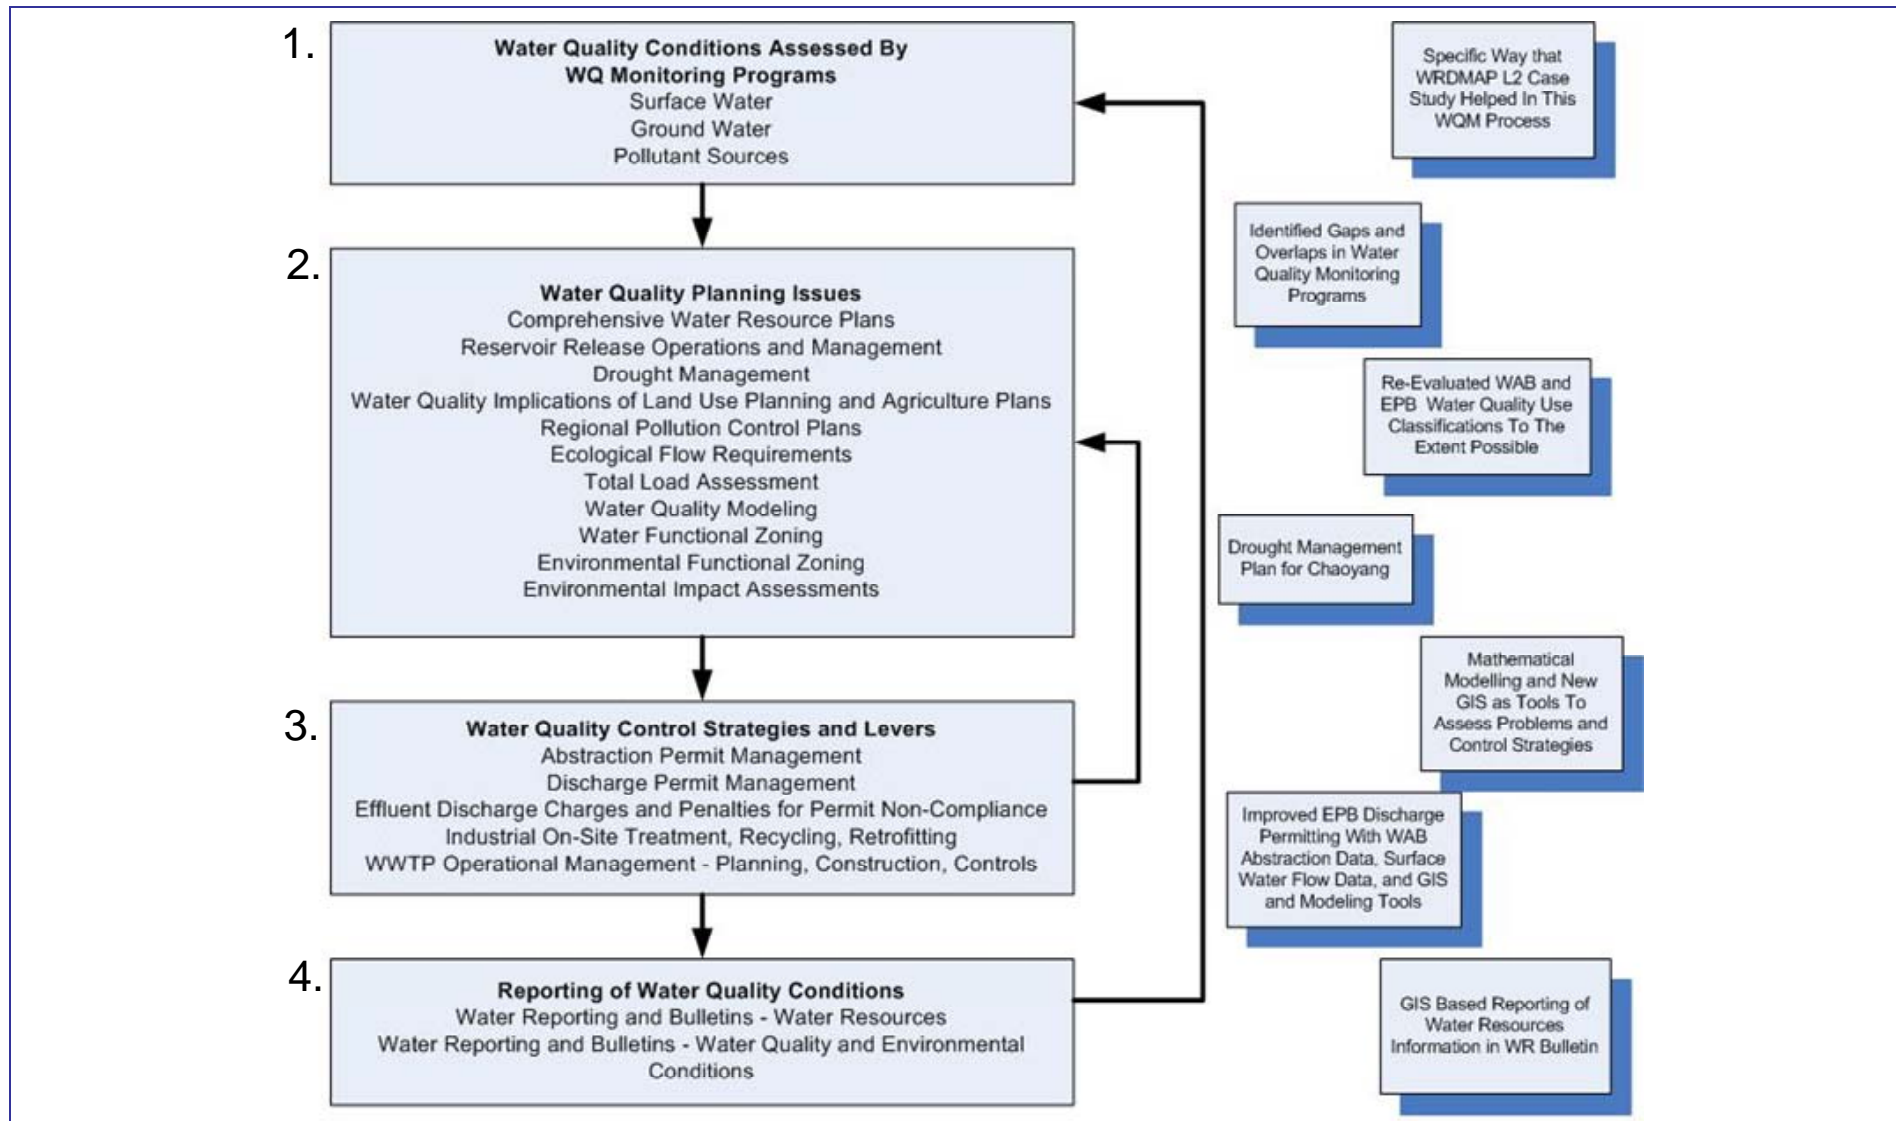 1.
Water Quality Conditions Assessed By
WQ Monitoring Programs
Surface Water
Ground Water
Pollutant Sources
2.
Water Quality Planning Issues
Comprehensive Water Resource Plans
Reservoir Release Operations and Management
Drought Management
Water Quality Implications of Land Use Planning and Agriculture Plans
Regional Pollution Control Plans
Ecological Flow Requirements
Total Load Assessment
Water Quality Modeling
Water Functional Zoning
Environmental Functional Zoning
Environmental Impact Assessments
3.
Water Quality Control Strategies and Levers
Abstraction Permit Management
Discharge Permit Management
Effluent Discharge Charges and Penalties for Permit Non-Compliance
Industrial On-Site Treatment, Recycling, Retrofitting
WWTP Operational Management - Planning, Construction, Controls
4.
Reporting of Water Quality Conditions
Water Reporting and Bulletins - Water Resources
Water Reporting and Bulletins - Water Quality and Environmental
Conditions
Specific Way that
WRDMAP L2 Case
Study Helped In This
WQM Process
Identified Gaps and
Overlaps in Water
Quality Monitoring
Programs
Re-Evaluated WAB and
EPB Water Quality Use
Classifications To The
Extent Possible
Drought Management
Plan for Chaoyang
Mathematical
Modelling and New
GIS as Tools To
Assess Problems and
Control Strategies
Improved EPB Discharge
Permitting With WAB
Abstraction Data, Surface
Water Flow Data, and GIS
and Modeling Tools
GIS Based Reporting of
Water Resources
Information in WR Bulletin